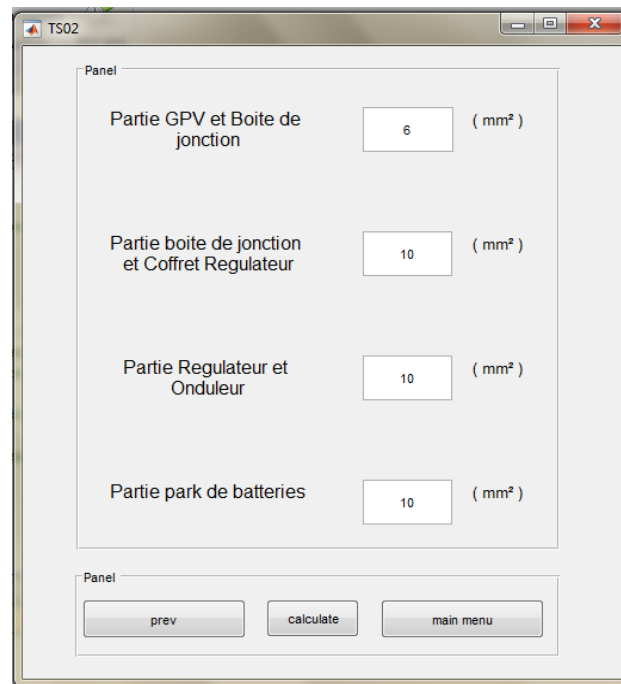 TS02
Panel
Partie GPV et Boite de
jonction
6
( mm² )
Partie boite de jonction
et Coffret Regulateur
10
( mm² )
Partie Regulateur et
Onduleur
10
( mm² )
Partie park de batteries
10
( mm² )
Panel
prev
calculate
main menu